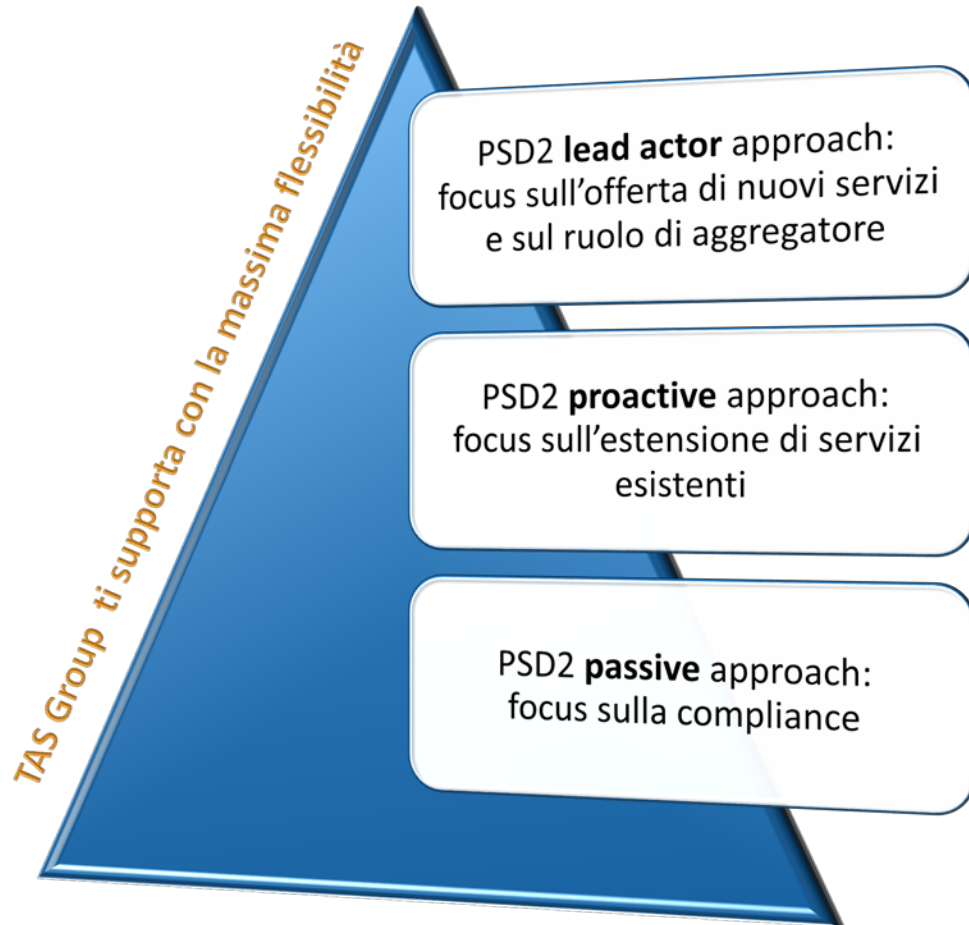 TAS Group ti supporta con la massima flessibilità
PSD2 lead actor approach:
focus sull’offerta di nuovi servizi
e sul ruolo di aggregatore
PSD2 proactive approach:
focus sull’estensione di servizi
esistenti
PSD2 passive approach:
focus sulla compliance